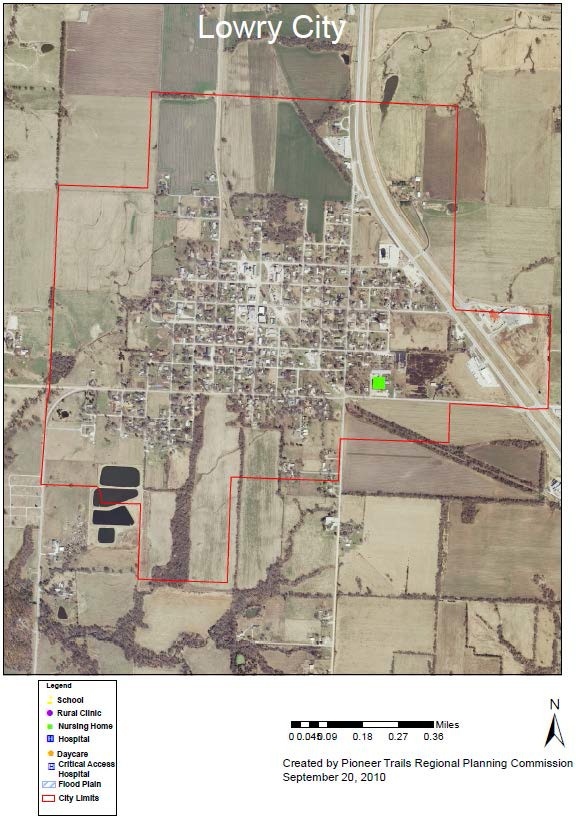 Lowry City
Legend
School
Rural Clinic
Nursing Home
Hospital
Daycare
Critical Access
Hospital
Flood Plain
City Limits
Miles
0 0.045 0.09 0.18 0.27 0.36
N
Created by Pioneer Trails Regional Planning Commission
September 20, 2010